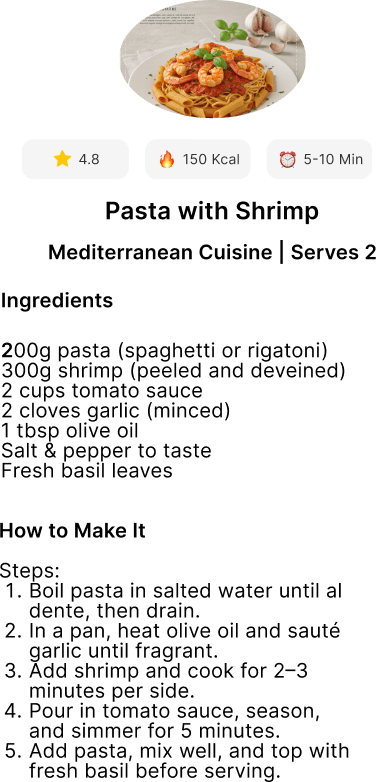 4.8
150 Kcal
5-10 Min
Pasta with Shrimp
Mediterranean Cuisine | Serves 2
Ingredients
200g pasta (spaghetti or rigatoni)
300g shrimp (peeled and deveined)
2 cups tomato sauce
2 cloves garlic (minced)
1 tbsp olive oil
Salt & pepper to taste
Fresh basil leaves
How to Make It
Steps:
1. Boil pasta in salted water until al
dente, then drain.
2. In a pan, heat olive oil and sauté
garlic until fragrant.
3. Add shrimp and cook for 2–3
minutes per side.
4. Pour in tomato sauce, season,
and simmer for 5 minutes.
5. Add pasta, mix well, and top with
fresh basil before serving.